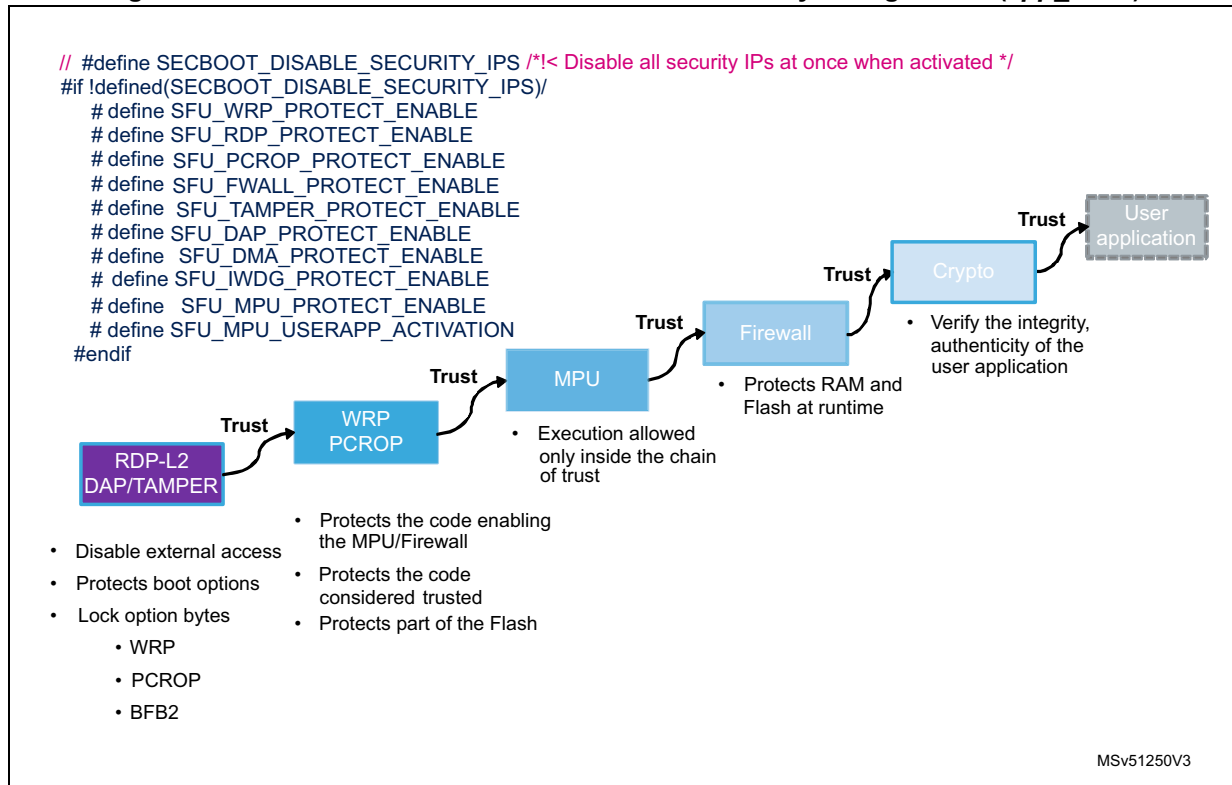 // #define SECBOOT_DISABLE_SECURITY_IPS /*!< Disable all security IPs at once when activated */
#if !defined(SECBOOT_DISABLE_SECURITY_IPS)/
# define SFU_WRP_PROTECT_ENABLE
# define SFU_RDP_PROTECT_ENABLE
# define SFU_PCROP_PROTECT_ENABLE
# define SFU_FWALL_PROTECT_ENABLE
# define SFU_TAMPER_PROTECT_ENABLE
# define SFU_DAP_PROTECT_ENABLE
# define SFU_DMA_PROTECT_ENABLE
# define SFU_IWDG_PROTECT_ENABLE
# define SFU_MPU_PROTECT_ENABLE
# define SFU_MPU_USERAPP_ACTIVATION
#endif
RDP-L2
DAP/TAMPER
• Disable external access
• Protects boot options
• Lock option bytes
• WRP
• PCROP
• BFB2
Trust
WRP
PCROP
• Protects the code enabling
the MPU/Firewall
• Protects the code
considered trusted
• Protects part of the Flash
Trust
MPU
• Execution allowed
only inside the chain
of trust
Trust
Firewall
• Protects RAM and
Flash at runtime
Trust
Crypto
• Verify the integrity,
authenticity of the
user application
Trust
User
application
MSv51250V3